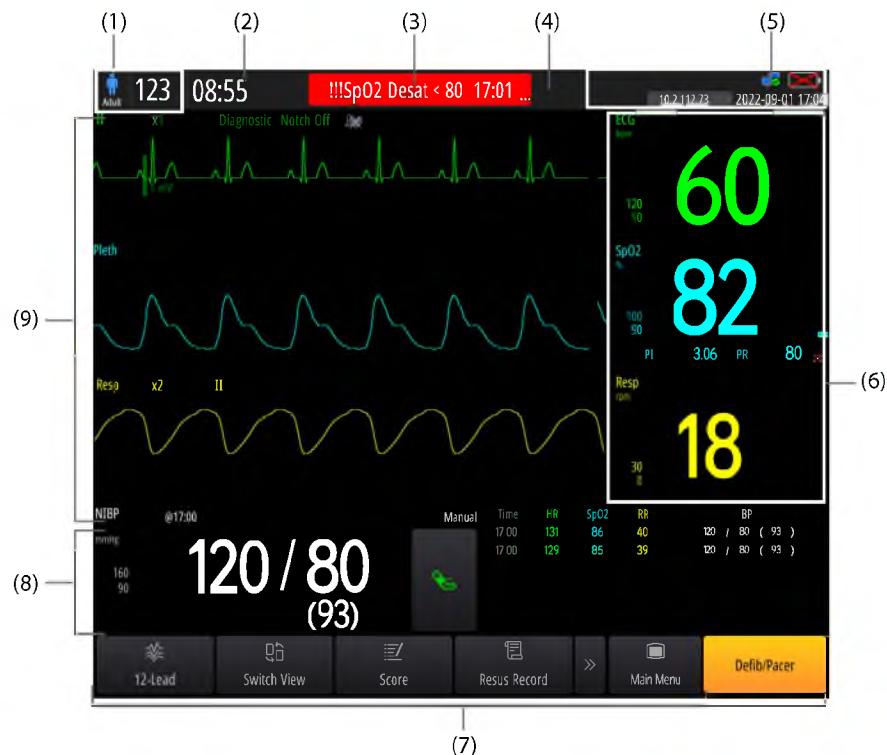 (1) (2) (3) (4) (5)
Adult 123 08:55 !!!SpO2 Desat < 80 17:01 ...
10.2.112.73 2022-09-01 17:04
II x1 Diagnostic Notch Off
ECG
bpm
60
120
50
1 mV
Pleth
SpO2
%
82
100
90
PI 3.06 PR 80
(9)
(6)
Resp x2 II
Resp
rpm
18
30
8
NIBP @17:00 Manual
mmHg
160
90
120 / 80
(93)
Time HR SpO2 RR BP
17:00 131 86 40 120 / 80 ( 93 )
17:00 129 85 39 120 / 80 ( 93 )
(8)
12-Lead Switch View Score Resus Record >> Main Menu Defib/Pacer
(7)